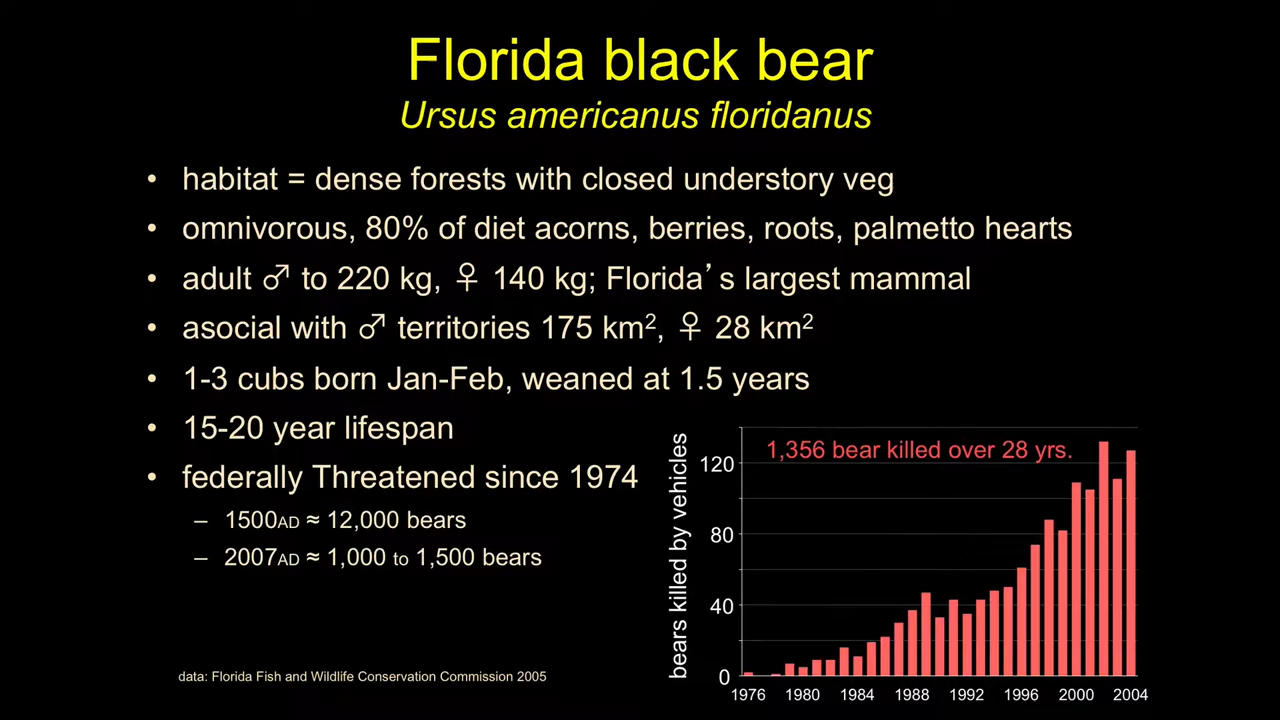 Florida black bear
Ursus americanus floridanus
• habitat = dense forests with closed understory veg
• omnivorous, 80% of diet acorns, berries, roots, palmetto hearts
• adult ♂ to 220 kg, ♀ 140 kg; Florida’s largest mammal
• asocial with ♂ territories 175 km², ♀ 28 km²
• 1-3 cubs born Jan-Feb, weaned at 1.5 years
• 15-20 year lifespan
• federally Threatened since 1974
– 1500AD ≈ 12,000 bears
– 2007AD ≈ 1,000 to 1,500 bears
data: Florida Fish and Wildlife Conservation Commission 2005
bears killed by vehicles
1,356 bear killed over 28 yrs.
120
80
40
0
1976 1980 1984 1988 1992 1996 2000 2004